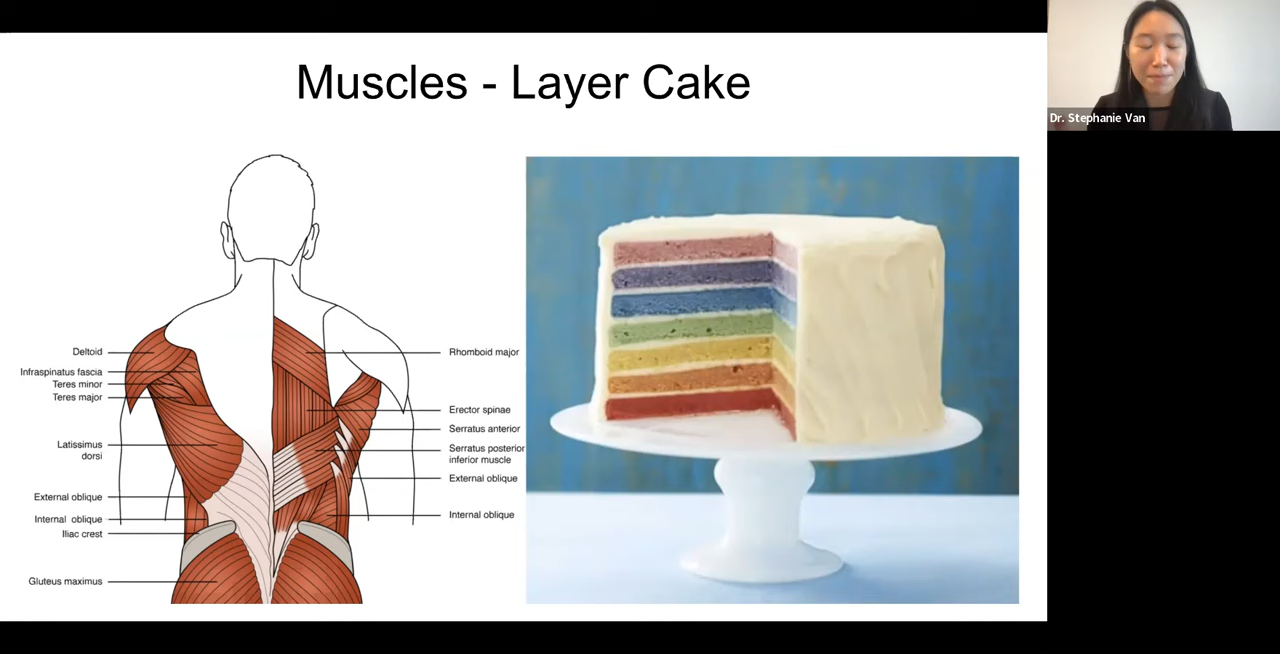 Muscles - Layer Cake
Dr. Stephanie Van
Deltoid
Infraspinatus fascia
Teres minor
Teres major
Latissimus
dorsi
External oblique
Internal oblique
Iliac crest
Gluteus maximus
Rhomboid major
Erector spinae
Serratus anterior
Serratus posterior
inferior muscle
External oblique
Internal oblique